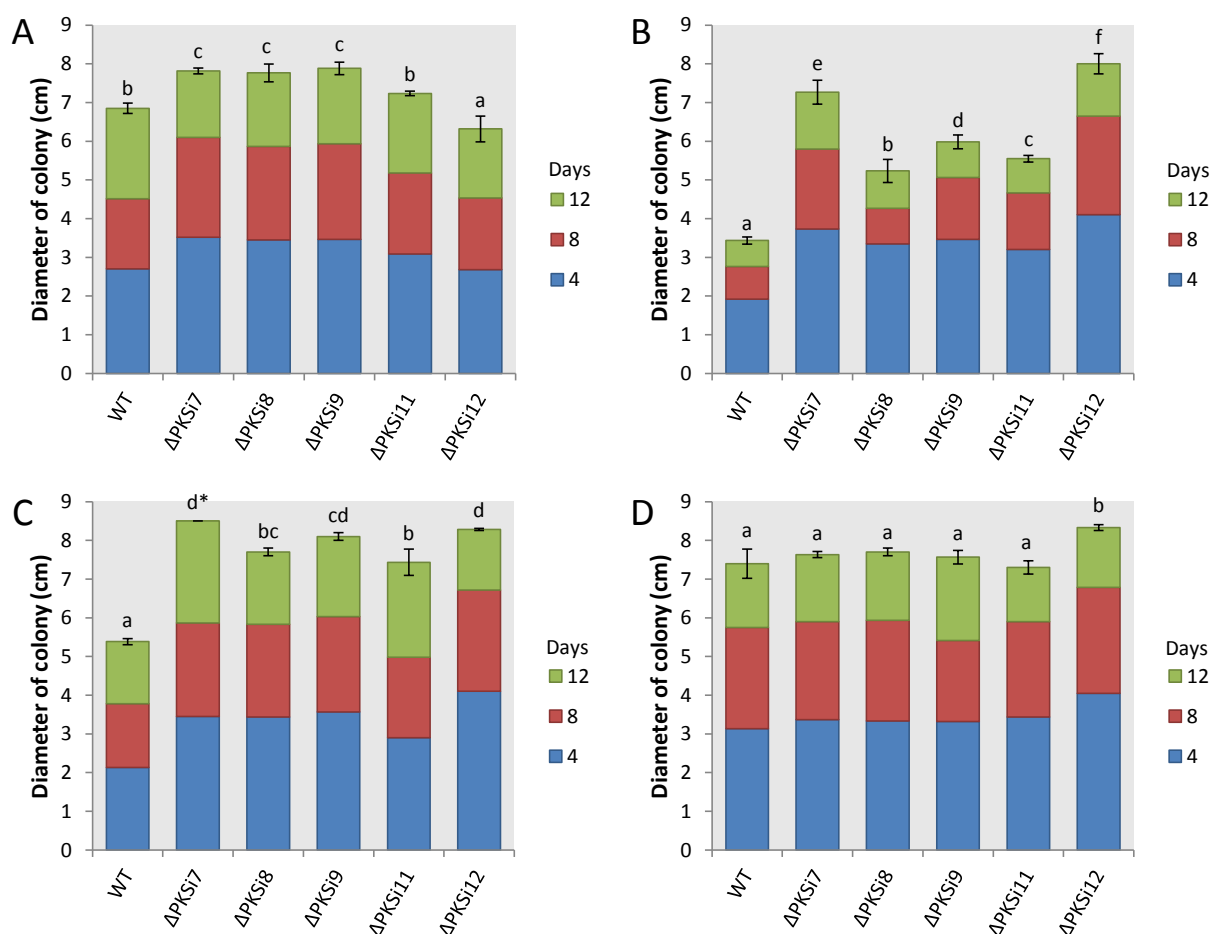 A
Diameter of colony (cm)
9
8
7
6
5
4
3
2
1
0
b
c
c
c
b
a
WT
ΔPKSi7
ΔPKSi8
ΔPKSi9
ΔPKSi11
ΔPKSi12
Days
12
8
4
B
Diameter of colony (cm)
9
8
7
6
5
4
3
2
1
0
a
e
b
d
c
f
WT
ΔPKSi7
ΔPKSi8
ΔPKSi9
ΔPKSi11
ΔPKSi12
Days
12
8
4
C
Diameter of colony (cm)
9
8
7
6
5
4
3
2
1
0
a
d*
bc
cd
b
d
WT
ΔPKSi7
ΔPKSi8
ΔPKSi9
ΔPKSi11
ΔPKSi12
Days
12
8
4
D
Diameter of colony (cm)
9
8
7
6
5
4
3
2
1
0
a
a
a
a
a
b
WT
ΔPKSi7
ΔPKSi8
ΔPKSi9
ΔPKSi11
ΔPKSi12
Days
12
8
4